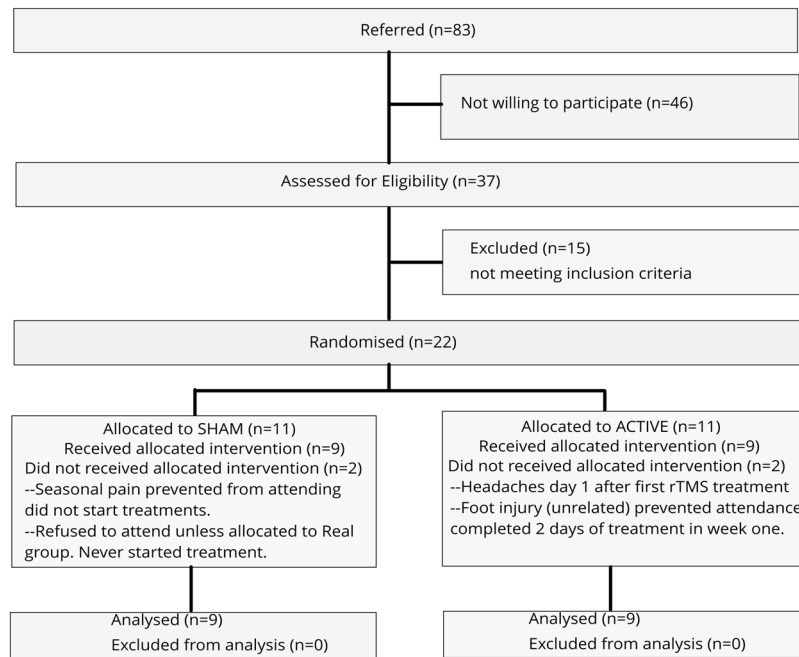 Referred (n=83)
Not willing to participate (n=46)
Assessed for Eligibility (n=37)
Excluded (n=15)
not meeting inclusion criteria
Randomised (n=22)
Allocated to SHAM (n=11)
Received allocated intervention (n=9)
Did not received allocated intervention (n=2)
--Seasonal pain prevented from attending
did not start treatments.
--Refused to attend unless allocated to Real
group. Never started treatment.
Allocated to ACTIVE (n=11)
Received allocated intervention (n=9)
Did not received allocated intervention (n=2)
--Headaches day 1 after first rTMS treatment
--Foot injury (unrelated) prevented attendance
completed 2 days of treatment in week one.
Analysed (n=9)
Excluded from analysis (n=0)
Analysed (n=9)
Excluded from analysis (n=0)